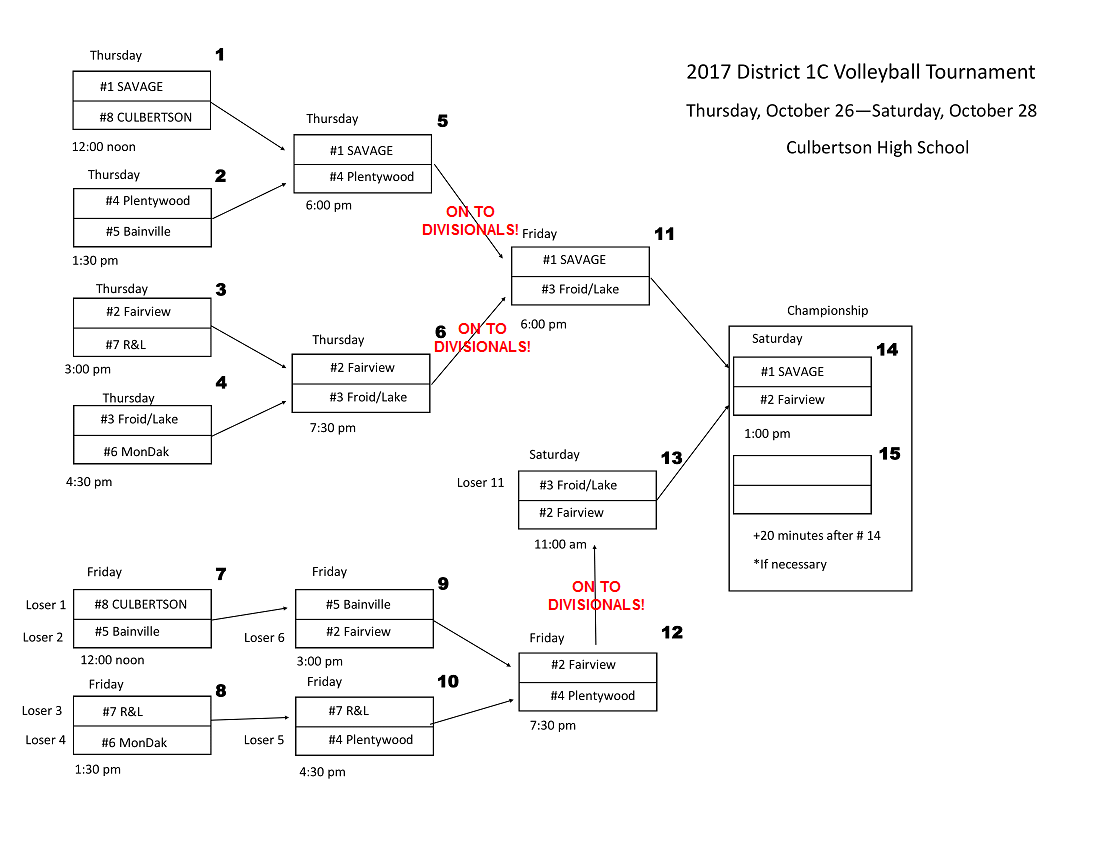 2017 District 1C Volleyball Tournament
Thursday, October 26—Saturday, October 28
Culbertson High School
Thursday 1
#1 SAVAGE
#8 CULBERTSON
12:00 noon
Thursday 2
#4 Plentywood
#5 Bainville
1:30 pm
Thursday 3
#2 Fairview
#7 R&L
3:00 pm
Thursday 4
#3 Froid/Lake
#6 MonDak
4:30 pm
Thursday 5
#1 SAVAGE
#4 Plentywood
6:00 pm
ON TO
DIVISIONALS!
Thursday 6
#2 Fairview
#3 Froid/Lake
7:30 pm
ON TO
DIVISIONALS!
Friday 11
#1 SAVAGE
#3 Froid/Lake
6:00 pm
Championship
Saturday 14
#1 SAVAGE
#2 Fairview
1:00 pm
15
+20 minutes after # 14
*If necessary
Saturday 13
Loser 11 #3 Froid/Lake
#2 Fairview
11:00 am
ON TO
DIVISIONALS!
Friday 7
Loser 1 #8 CULBERTSON
Loser 2 #5 Bainville
12:00 noon
Friday 8
Loser 3 #7 R&L
Loser 4 #6 MonDak
1:30 pm
Friday 9
#5 Bainville
Loser 6 #2 Fairview
3:00 pm
Friday 10
#7 R&L
Loser 5 #4 Plentywood
4:30 pm
Friday 12
#2 Fairview
#4 Plentywood
7:30 pm